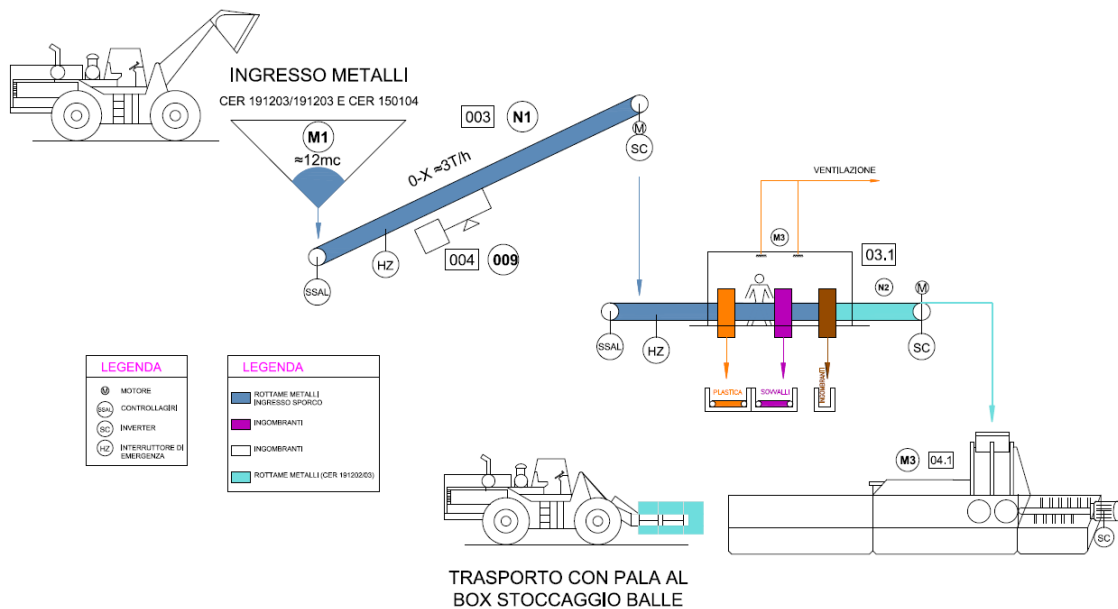 INGRESSO METALLI
CER 191203/191203 E CER 150104
M1
≈12mc
003
N1
M
SC
0-X ≈3T/h
HZ
SSAL
004
009
VENTILAZIONE
M3
03.1
N2
M
SSAL
HZ
SC
PLASTICA
SOVVALLI
INGOMBRANTI
LEGENDA
M
MOTORE
SSAL
CONTROLLAGIRI
SC
INVERTER
HZ
INTERRUTTORE DI
EMERGENZA
LEGENDA
ROTTAME METALLI
INGRESSO SPORCO
INGOMBRANTI
INGOMBRANTI
ROTTAME METALLI (CER 191202/03)
M3
04.1
SC
TRASPORTO CON PALA AL
BOX STOCCAGGIO BALLE